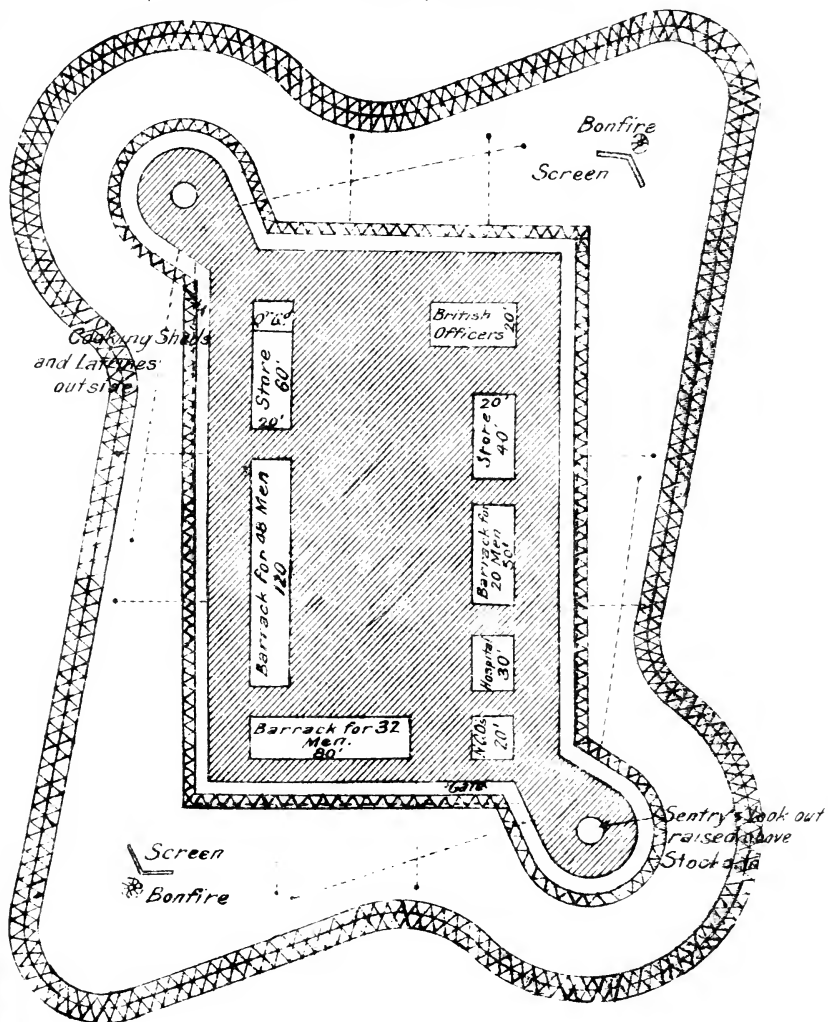 Bonfire
Screen
Cooking Sheds
and Latrines
outside
Store
60'
20'
British
Officers
20'
20'
Store
40'
Barrack for 48 Men
120
Barrack for
20 Men
50'
Hospital
30'
N.C.Os
20'
Barrack for 32
Men.
80'
Gate
Sentry's look out
raised above
Stockade
Screen
Bonfire